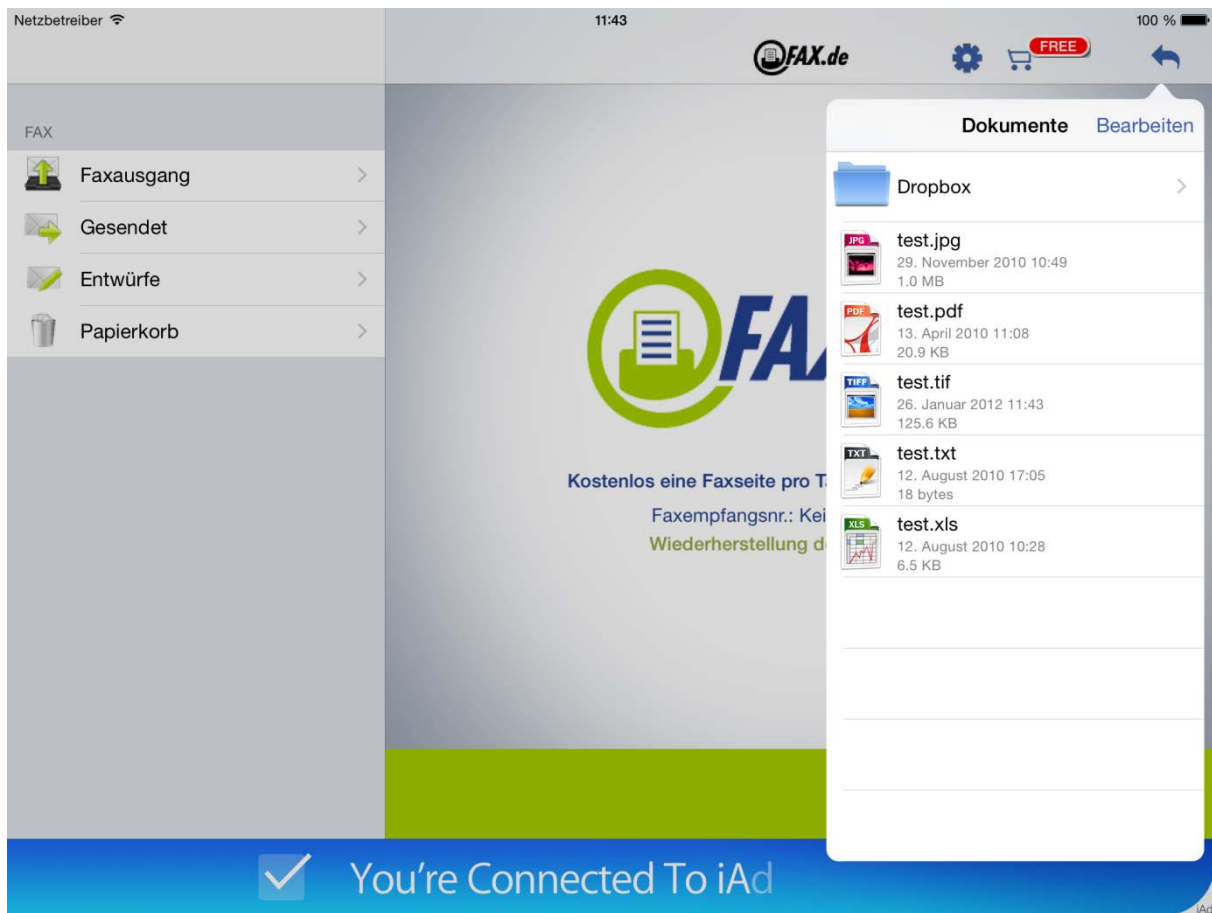 Netzbetreiber
11:43
100 %
FAX.de
FREE
FAX
Faxausgang
Gesendet
Entwürfe
Papierkorb
FA
Kostenlos eine Faxseite pro
Faxempfangsnr.:
Wiederherstellung
Dokumente Bearbeiten
Dropbox
JPG
test.jpg
29. November 2010 10:49
1.0 MB
PDF
test.pdf
13. April 2010 11:08
20.9 KB
TIFF
test.tif
26. Januar 2012 11:43
125.6 KB
TXT
test.txt
12. August 2010 17:05
18 bytes
XLS
test.xls
12. August 2010 10:28
6.5 KB
You're Connected To iAd
iAd